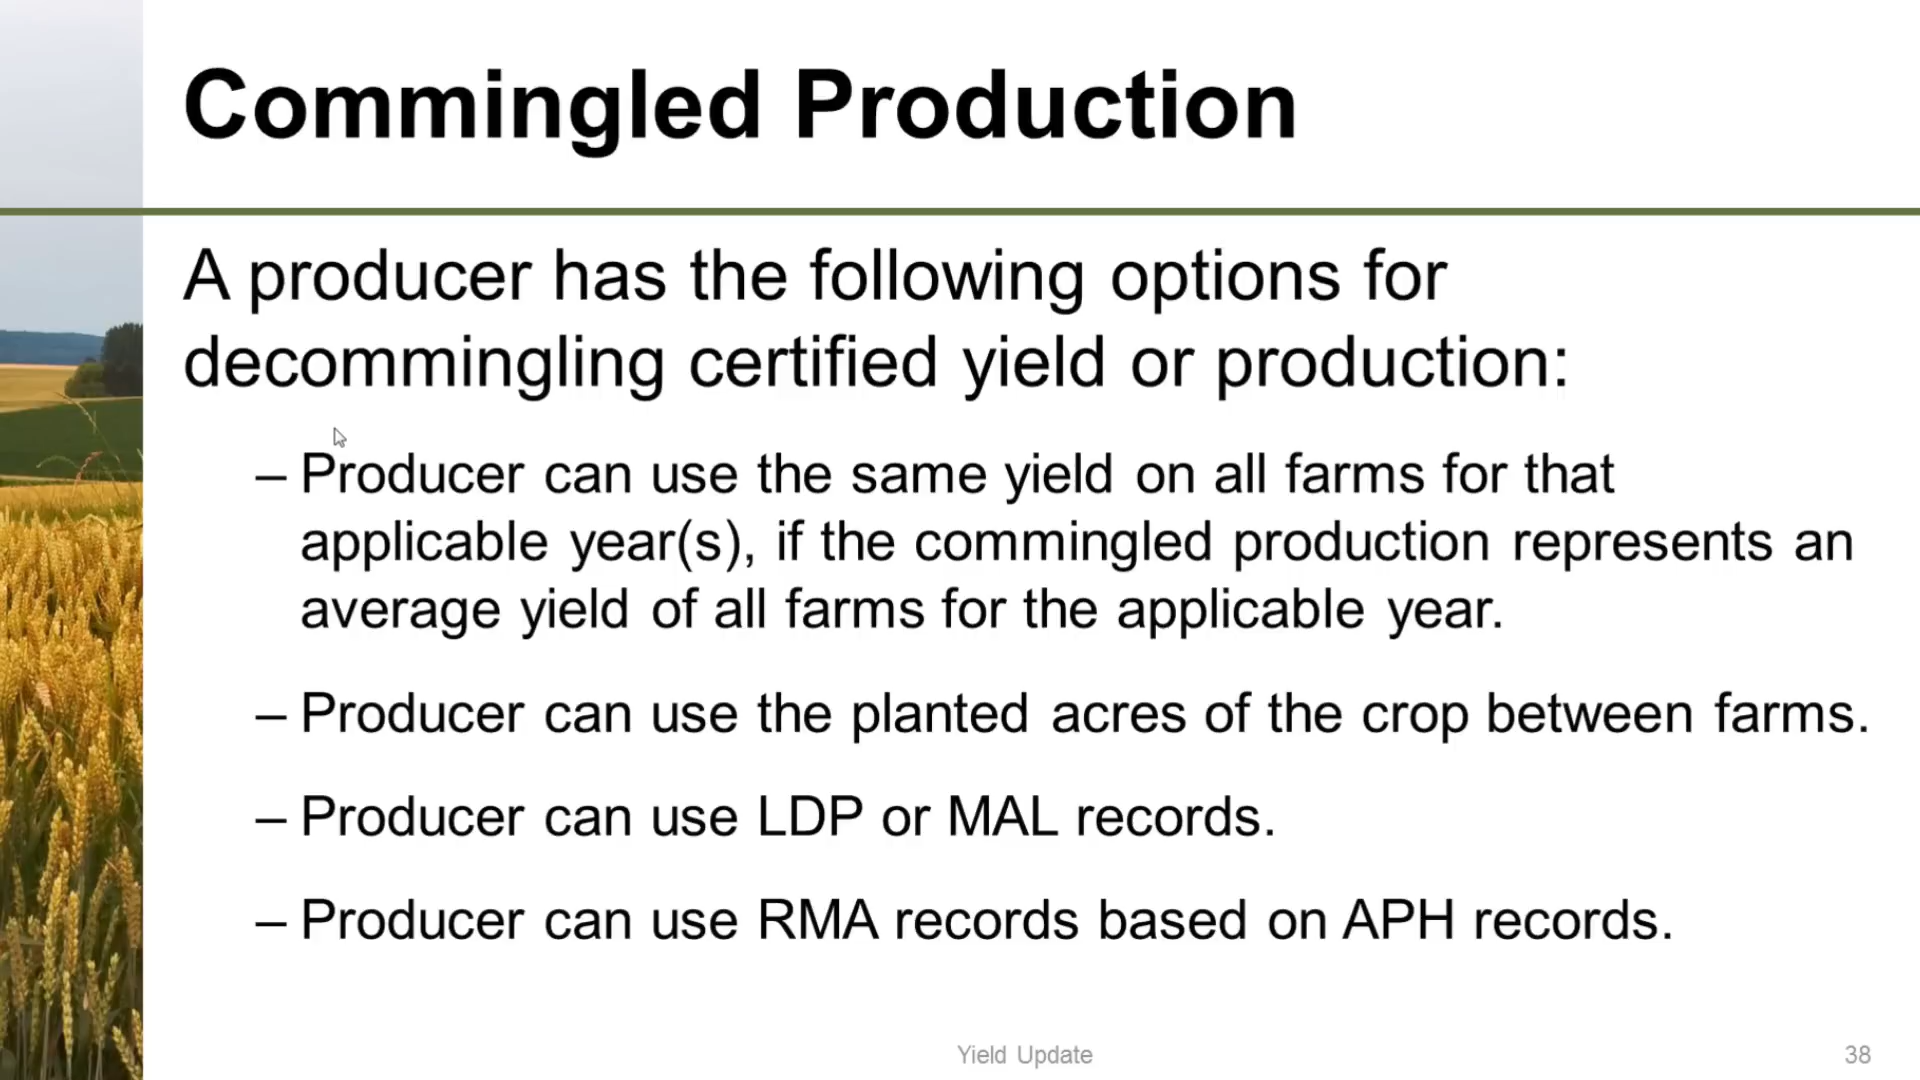 Commingled Production
A producer has the following options for
decommingling certified yield or production:
– Producer can use the same yield on all farms for that
applicable year(s), if the commingled production represents an
average yield of all farms for the applicable year.
– Producer can use the planted acres of the crop between farms.
– Producer can use LDP or MAL records.
– Producer can use RMA records based on APH records.
Yield Update
38